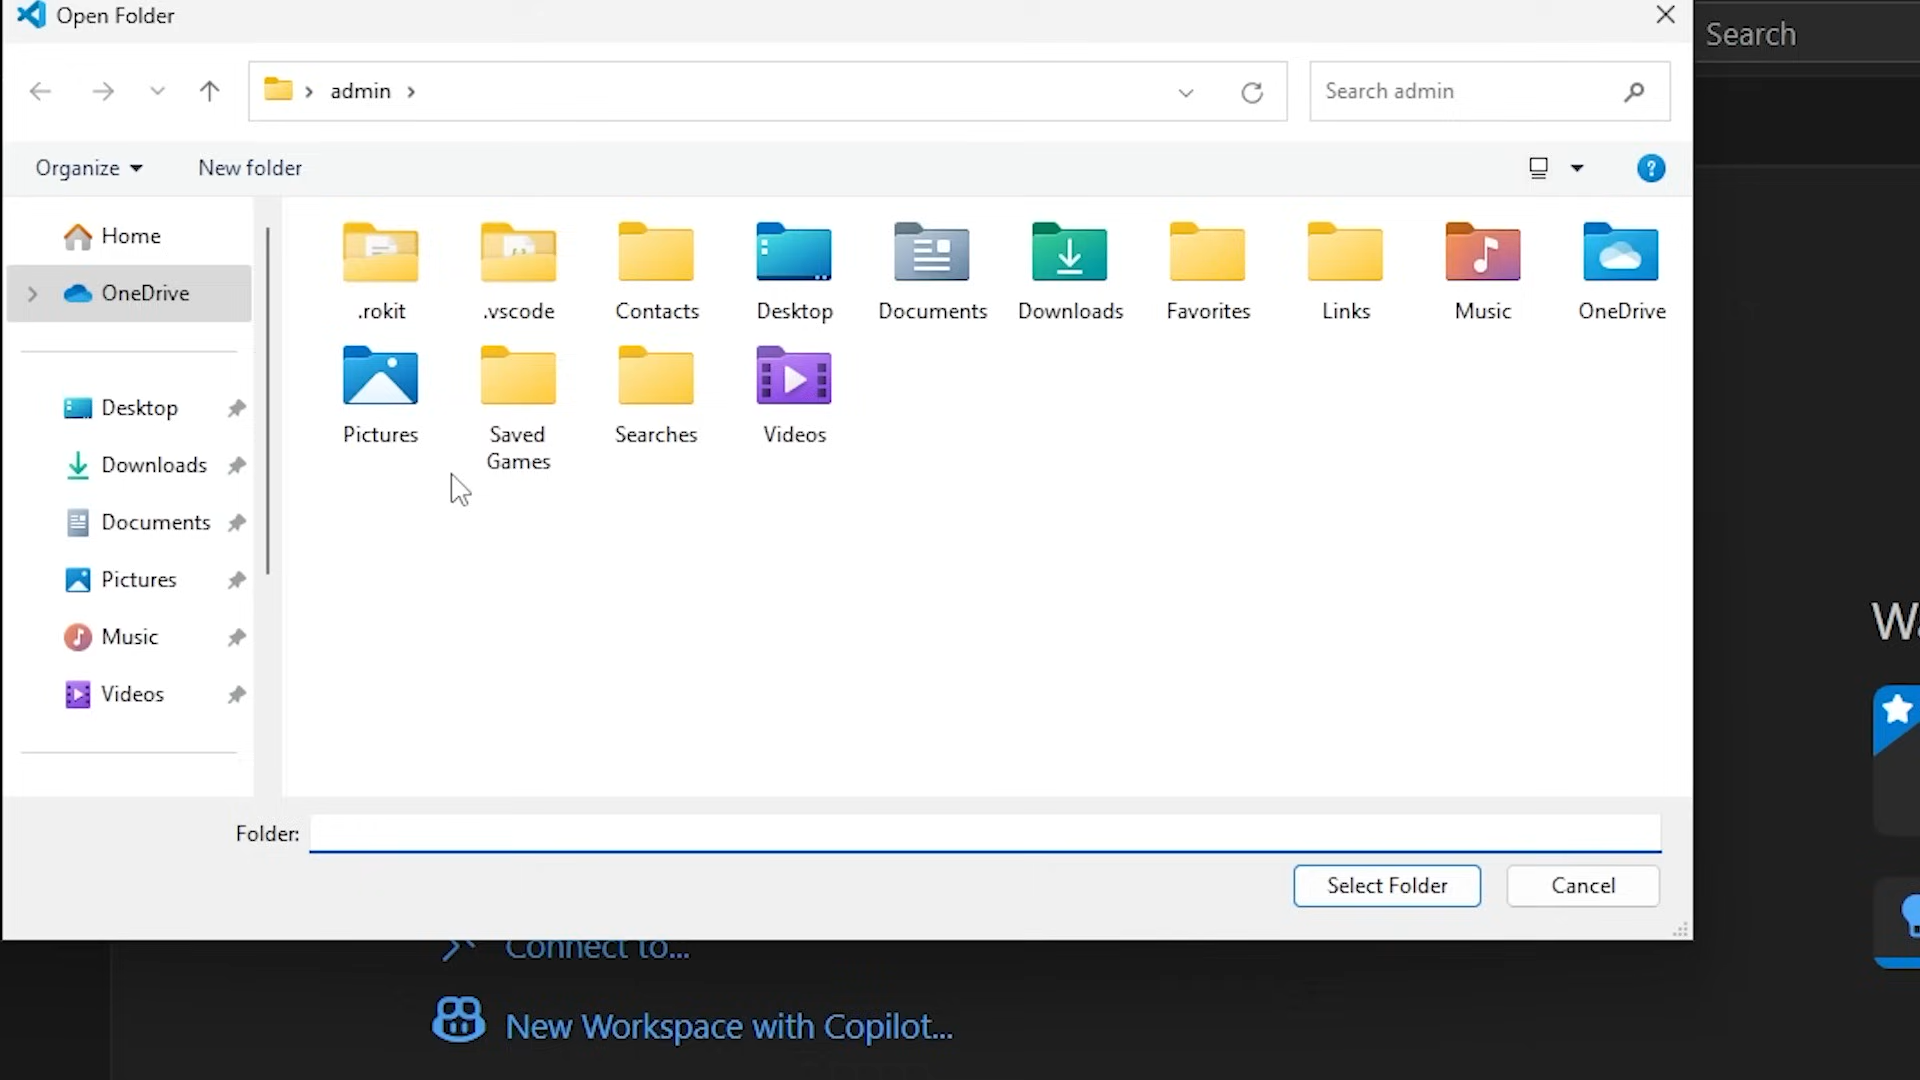 Open Folder
Search
admin
Search admin
Organize
New folder
Home
OneDrive
Desktop
Downloads
Documents
Pictures
Music
Videos
.rokit
.vscode
Contacts
Desktop
Documents
Downloads
Favorites
Links
Music
OneDrive
Pictures
Saved
Games
Searches
Videos
Folder:
Select Folder
Cancel
Connect to...
New Workspace with Copilot...